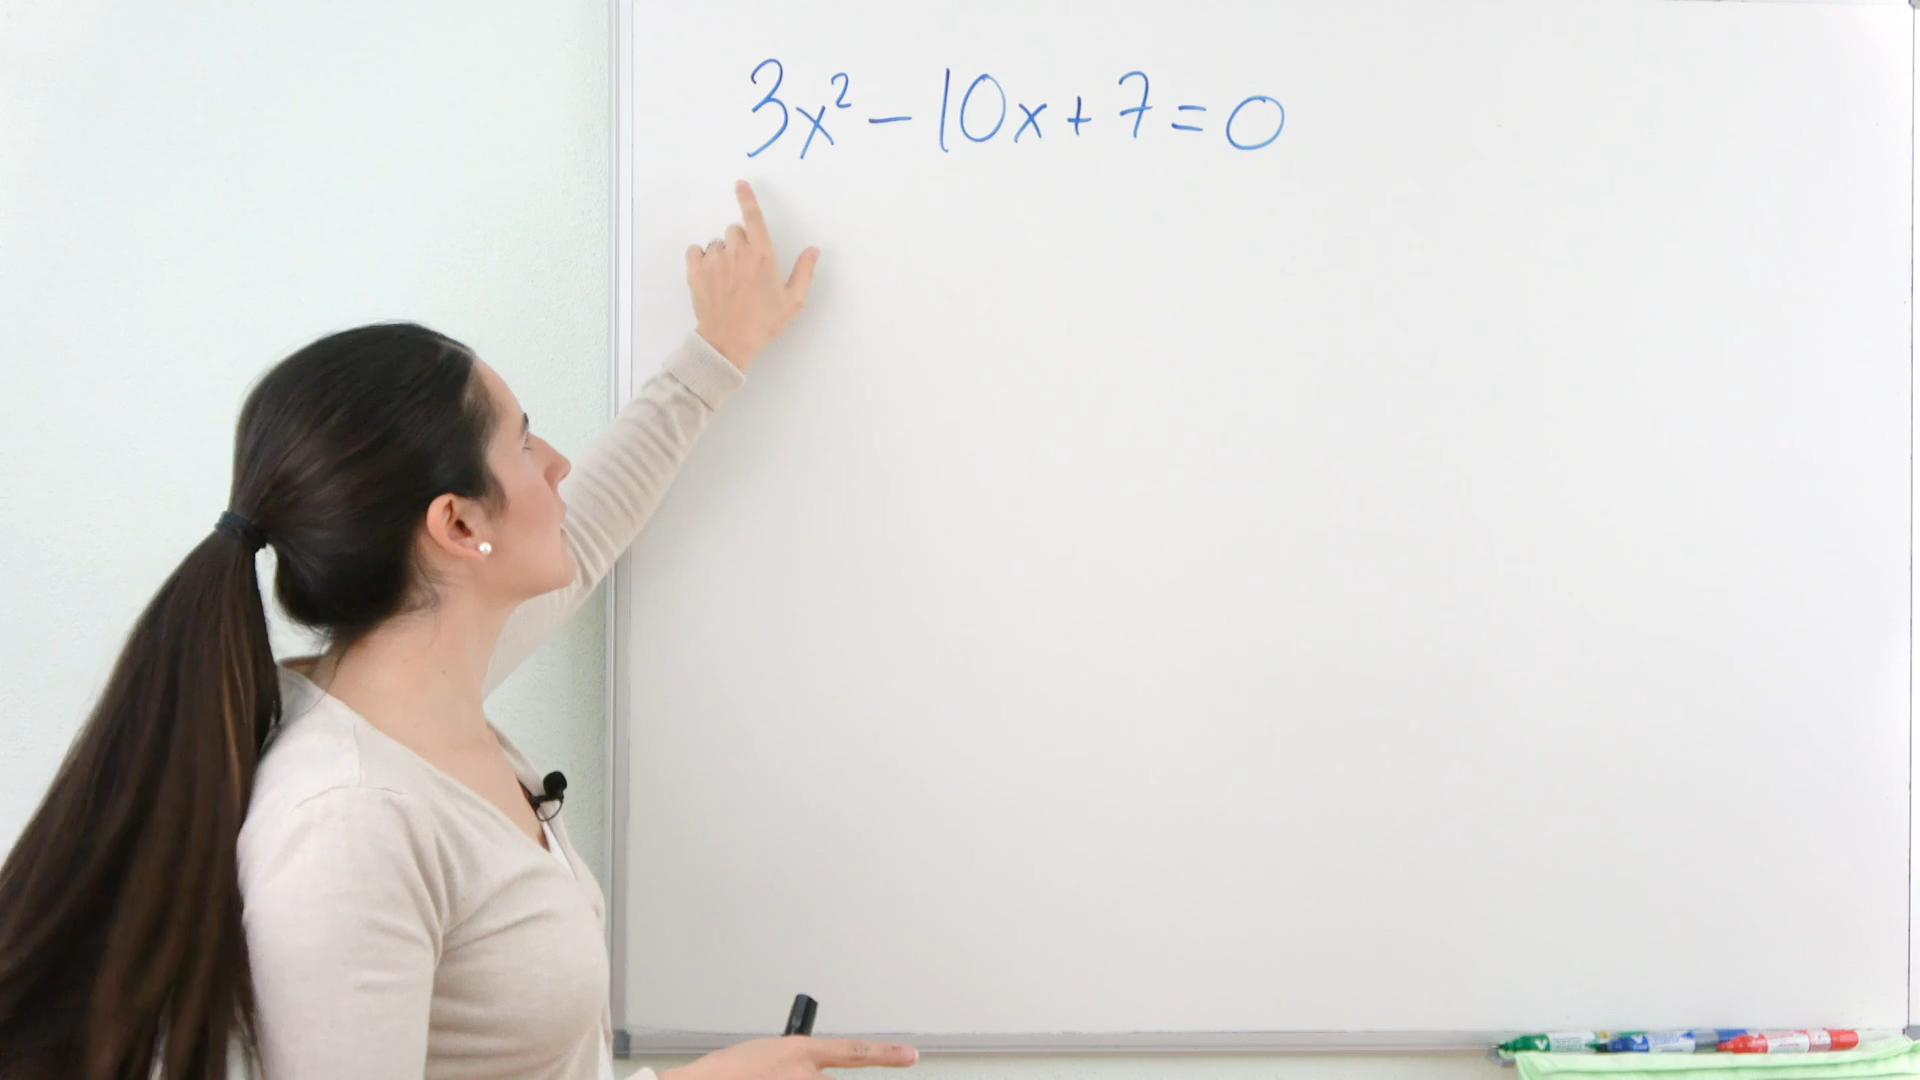 3x² - 10x + 7 = 0